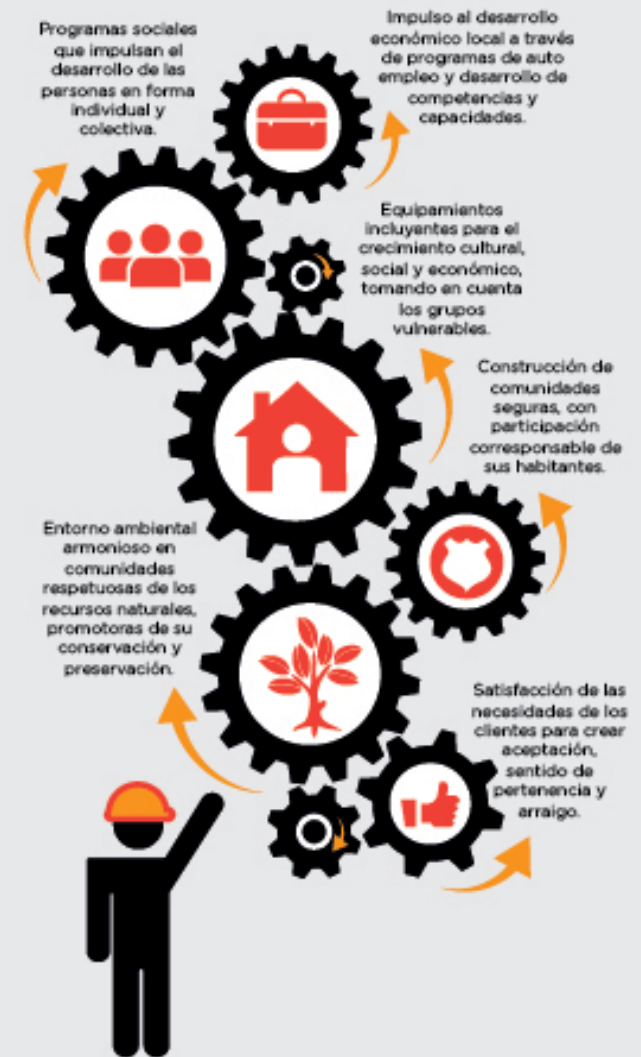 Programas sociales
que impulsan el
desarrollo de las
personas en forma
individual y
colectiva.
Impulso al desarrollo
económico local a través
de programas de auto
empleo y desarrollo de
competencias y
capacidades.
Equipamientos
incluyentes para el
crecimiento cultural,
social y económico,
tomando en cuenta
los grupos
vulnerables.
Construcción de
comunidades
seguras, con
participación
corresponsable de
sus habitantes.
Entorno ambiental
armonioso en
comunidades
respetuosas de los
recursos naturales,
promotoras de su
conservación y
preservación.
Satisfacción de las
necesidades de los
clientes para crear
aceptación,
sentido de
pertenencia y
arraigo.